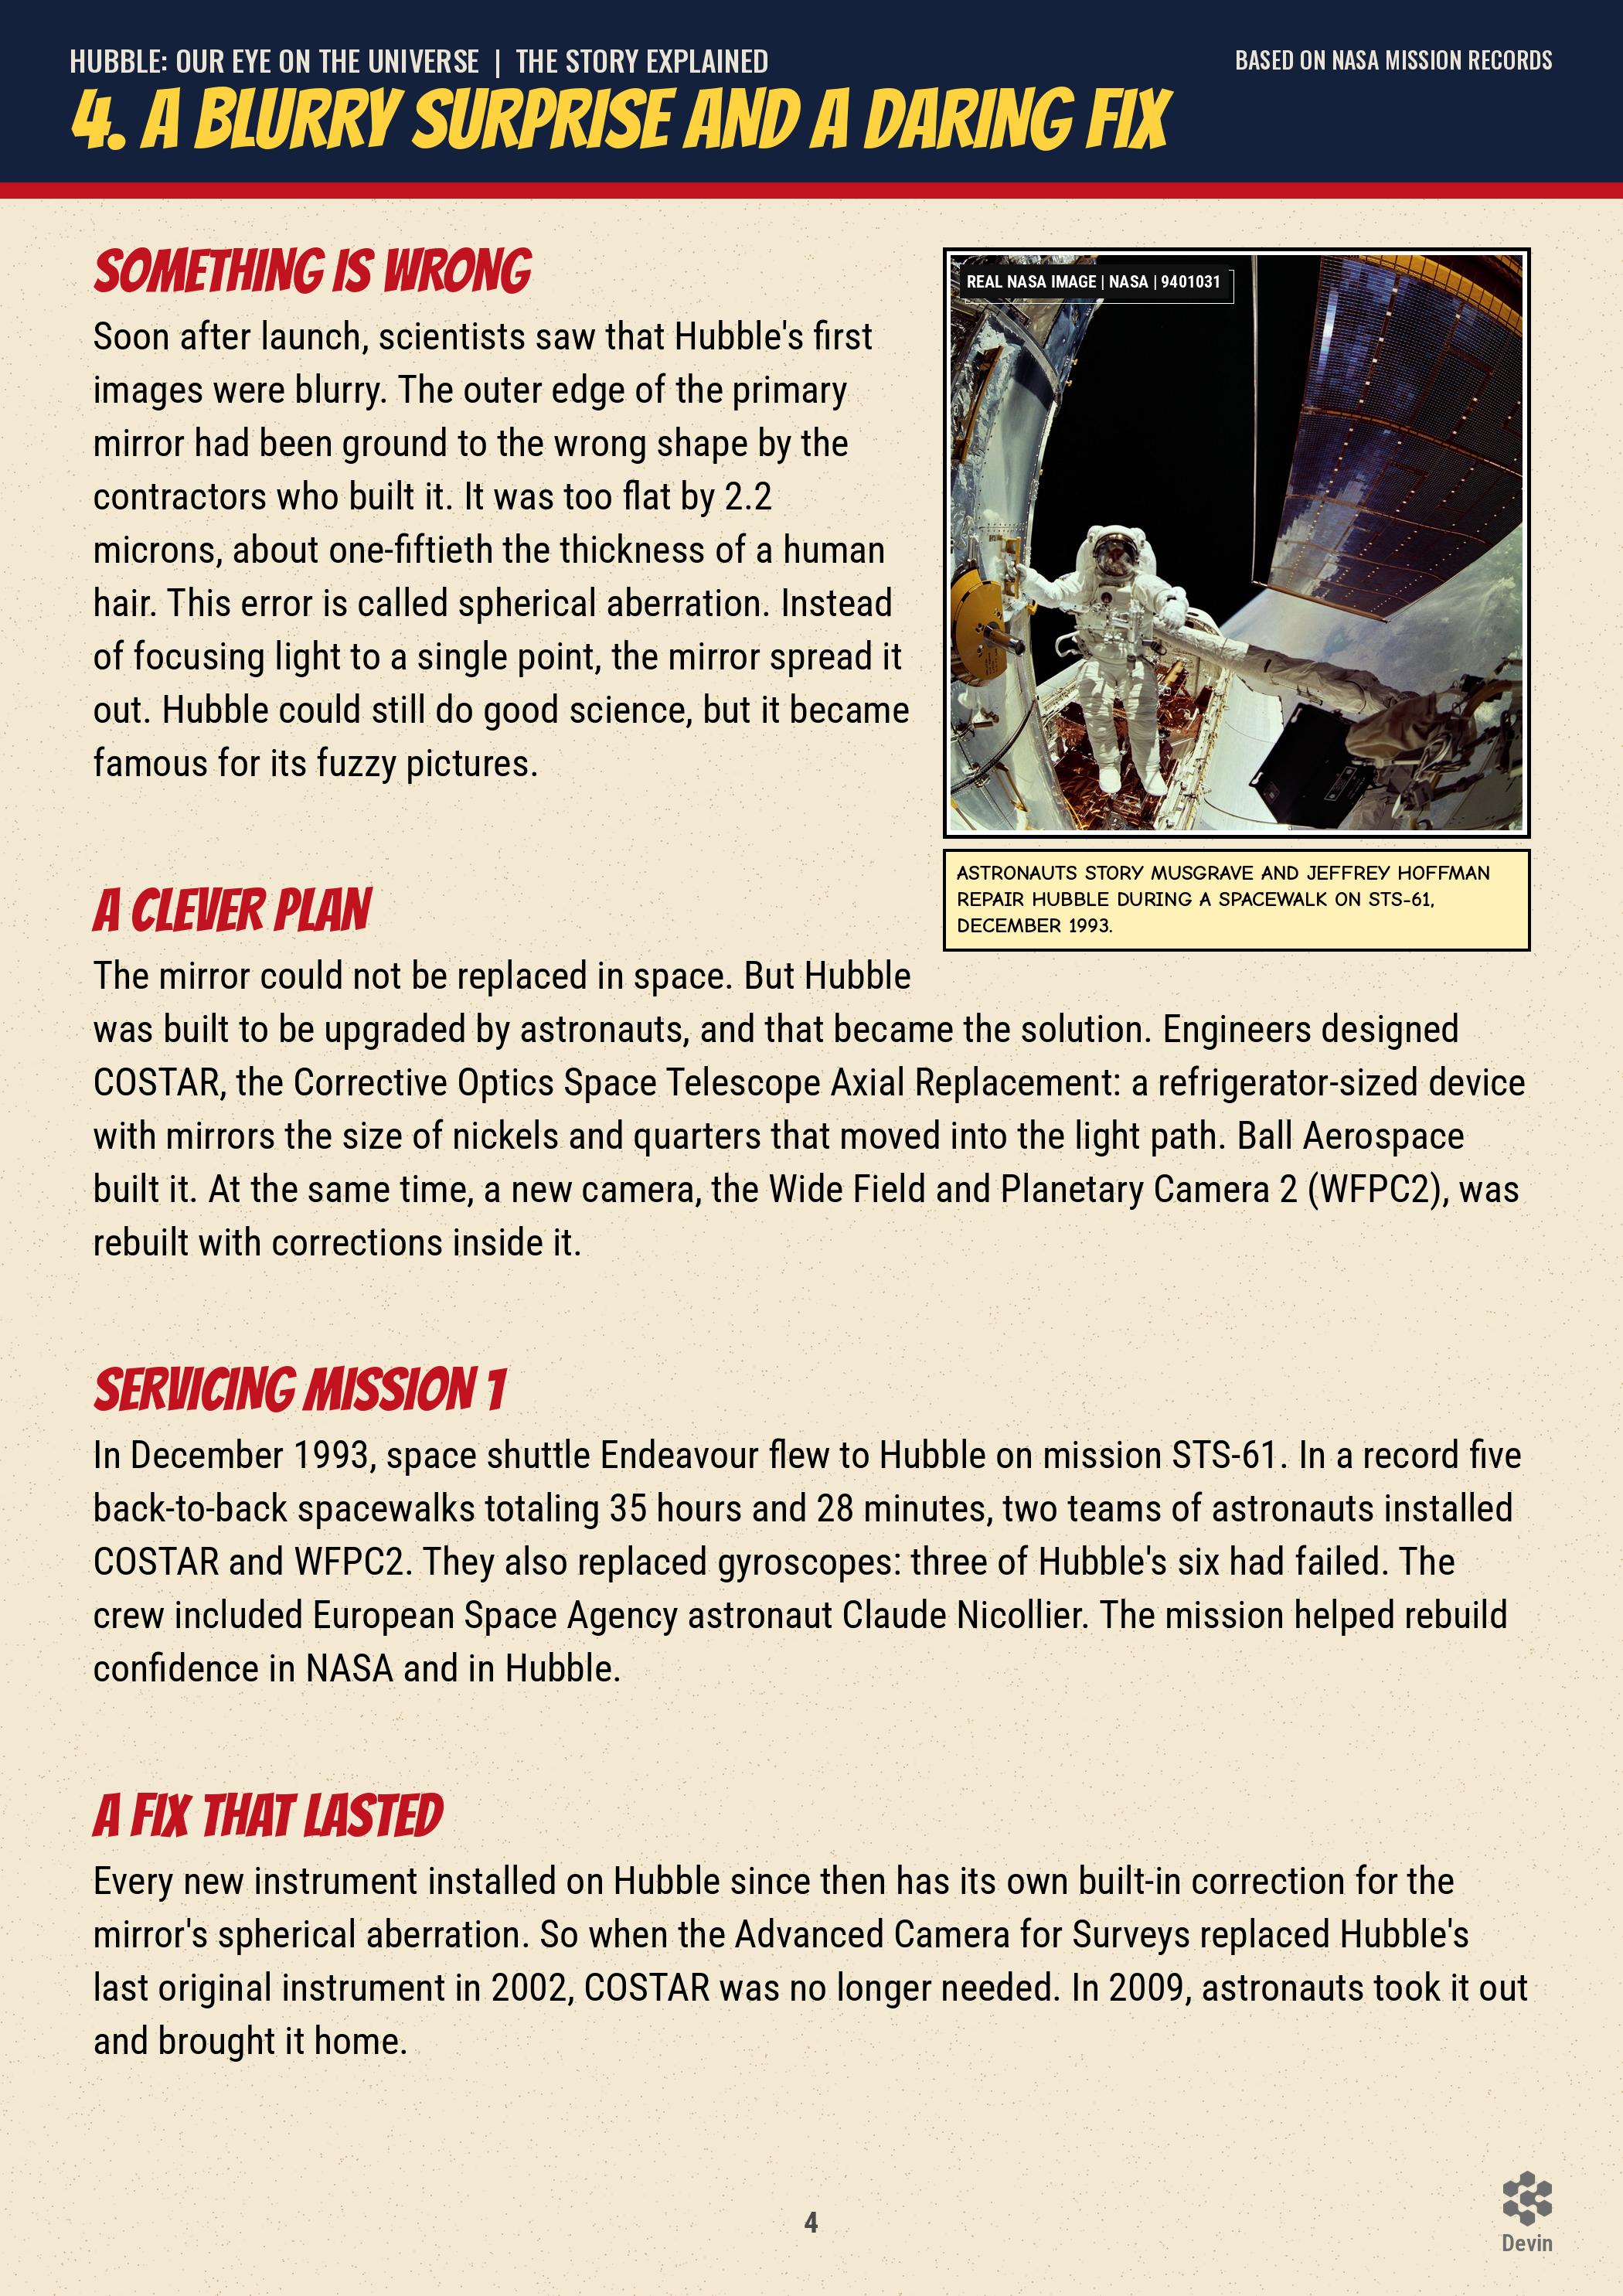 HUBBLE: OUR EYE ON THE UNIVERSE | THE STORY EXPLAINED
BASED ON NASA MISSION RECORDS
4. A BLURRY SURPRISE AND A DARING FIX
SOMETHING IS WRONG
Soon after launch, scientists saw that Hubble's first
images were blurry. The outer edge of the primary
mirror had been ground to the wrong shape by the
contractors who built it. It was too flat by 2.2
microns, about one-fiftieth the thickness of a human
hair. This error is called spherical aberration. Instead
of focusing light to a single point, the mirror spread it
out. Hubble could still do good science, but it became
famous for its fuzzy pictures.
REAL NASA IMAGE | NASA | 9401031
ASTRONAUTS STORY MUSGRAVE AND JEFFREY HOFFMAN
REPAIR HUBBLE DURING A SPACEWALK ON STS-61,
DECEMBER 1993.
A CLEVER PLAN
The mirror could not be replaced in space. But Hubble
was built to be upgraded by astronauts, and that became the solution. Engineers designed
COSTAR, the Corrective Optics Space Telescope Axial Replacement: a refrigerator-sized device
with mirrors the size of nickels and quarters that moved into the light path. Ball Aerospace
built it. At the same time, a new camera, the Wide Field and Planetary Camera 2 (WFPC2), was
rebuilt with corrections inside it.
SERVICING MISSION 1
In December 1993, space shuttle Endeavour flew to Hubble on mission STS-61. In a record five
back-to-back spacewalks totaling 35 hours and 28 minutes, two teams of astronauts installed
COSTAR and WFPC2. They also replaced gyroscopes: three of Hubble's six had failed. The
crew included European Space Agency astronaut Claude Nicollier. The mission helped rebuild
confidence in NASA and in Hubble.
A FIX THAT LASTED
Every new instrument installed on Hubble since then has its own built-in correction for the
mirror's spherical aberration. So when the Advanced Camera for Surveys replaced Hubble's
last original instrument in 2002, COSTAR was no longer needed. In 2009, astronauts took it out
and brought it home.
4
Devin